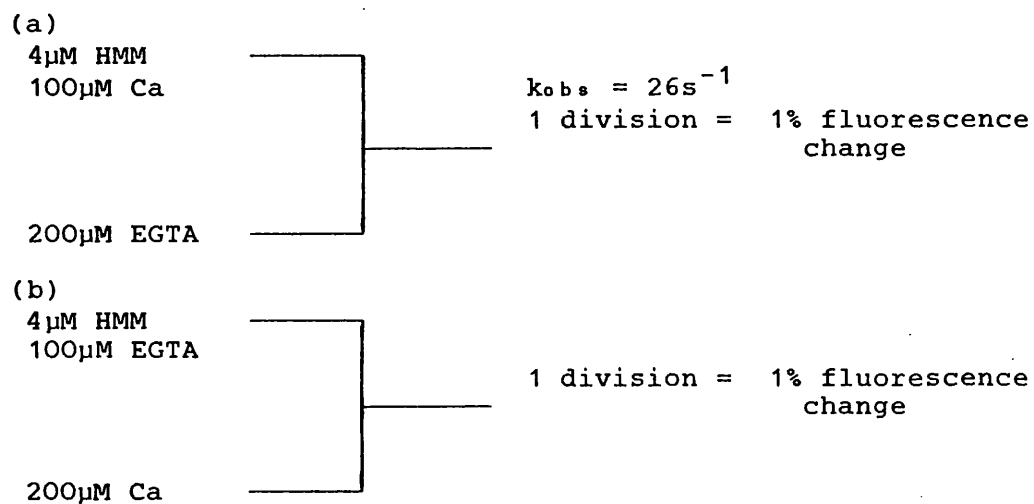 (a)
4µM HMM
100µM Ca
kobs = 26s⁻¹
1 division = 1% fluorescence
change
200µM EGTA
(b)
4µM HMM
100µM EGTA
1 division = 1% fluorescence
change
200µM Ca